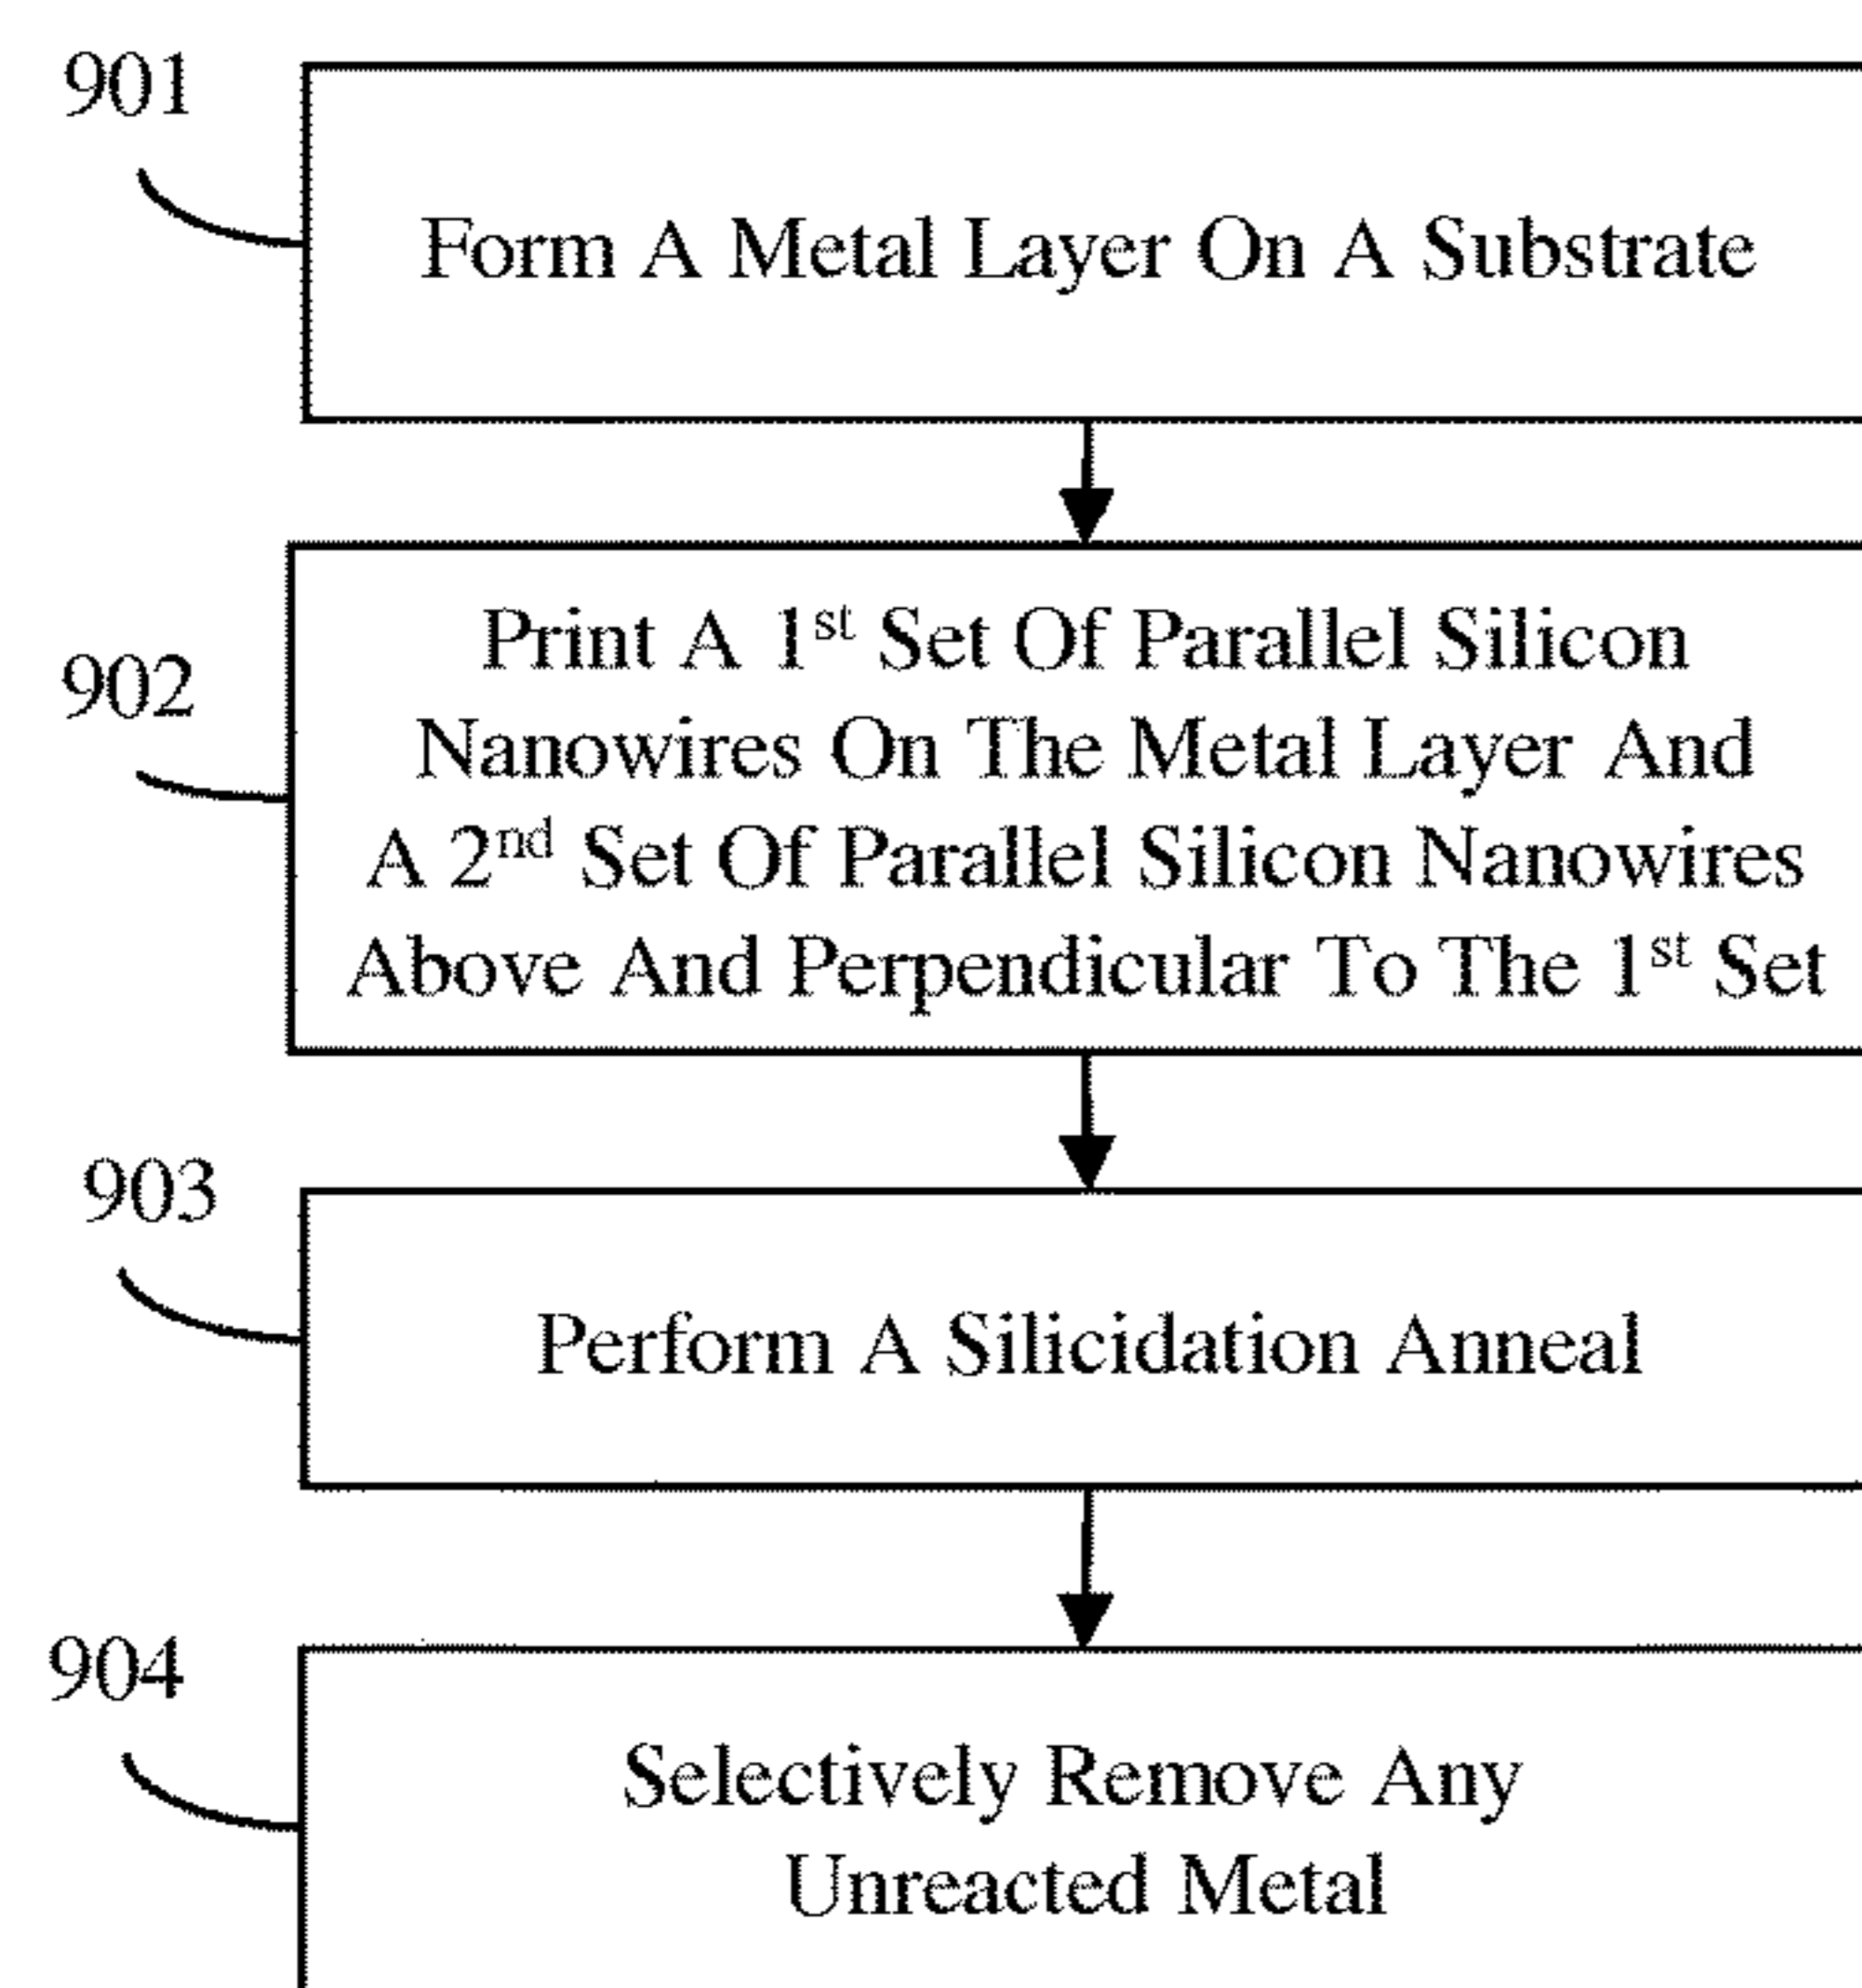 901
Form A Metal Layer On A Substrate
902
Print A 1st Set Of Parallel Silicon
Nanowires On The Metal Layer And
A 2nd Set Of Parallel Silicon Nanowires
Above And Perpendicular To The 1st Set
903
Perform A Silicidation Anneal
904
Selectively Remove Any
Unreacted Metal